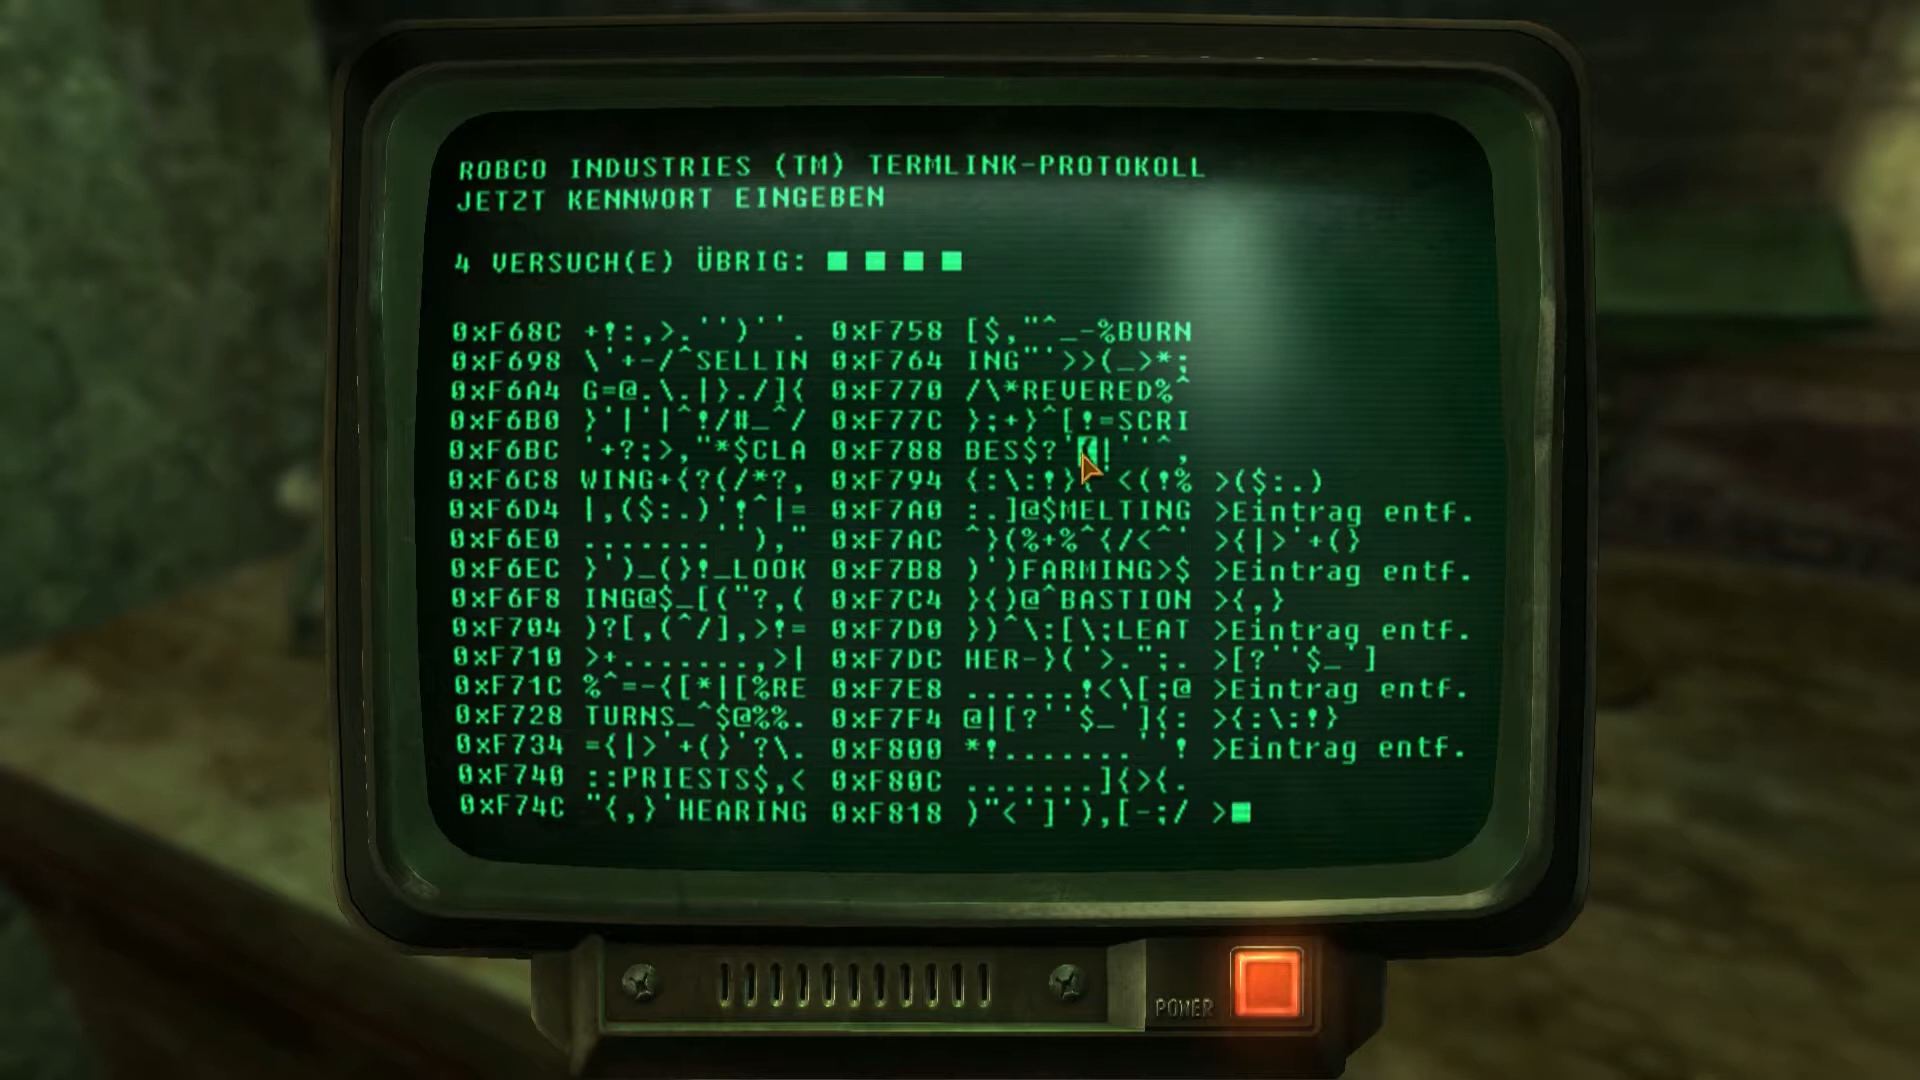 ROBCO INDUSTRIES (TM) TERMLINK-PROTOKOLL
JETZT KENNWORT EINGEBEN
4 VERSUCH(E) ÜBRIG: ■ ■ ■ ■
0xF68C +!:,>.'')''. 0xF758 [$,"^_-%BURN
0xF698 \'+-/^SELLIN 0xF764 ING"'>>(_>*;
0xF6A4 G=@.\.|}./]{ 0xF770 /\*REVERED%^
0xF6B0 }'|'|^!/#_^/ 0xF77C };+}^[!=SCRI
0xF6BC '+?;>,"*$CLA 0xF788 BES$?'(|''^,
0xF6C8 WING+{?(/*?, 0xF794 {:\:!}{'<(!% >($:.)
0xF6D4 |,($:.)'!^|= 0xF7A0 :.]@$MELTING >Eintrag entf.
0xF6E0 .......'')," 0xF7AC ^}(%+%^{/<^' >{|>'+(}
0xF6EC }')_(}!_LOOK 0xF7B8 )')FARMING>$ >Eintrag entf.
0xF6F8 ING@$_[("?,( 0xF7C4 }{)@^BASTION >{,}
0xF704 )?[,(^/],>!= 0xF7D0 })^\:[\;LEAT >Eintrag entf.
0xF710 >+.......,>| 0xF7DC HER-}('>.";. >[?''$_']
0xF71C %^=-{[*|[%RE 0xF7E8 ......!<\[;@ >Eintrag entf.
0xF728 TURNS_^$@%%. 0xF7F4 @|[?''$_']{: >{:\:!}
0xF734 ={|>'+(}'?\. 0xF800 *!.......''! >Eintrag entf.
0xF740 ::PRIESTS$,< 0xF80C .......]{>{.
0xF74C "{,}'HEARING 0xF818 )"<']'),[-;/ >■
POWER